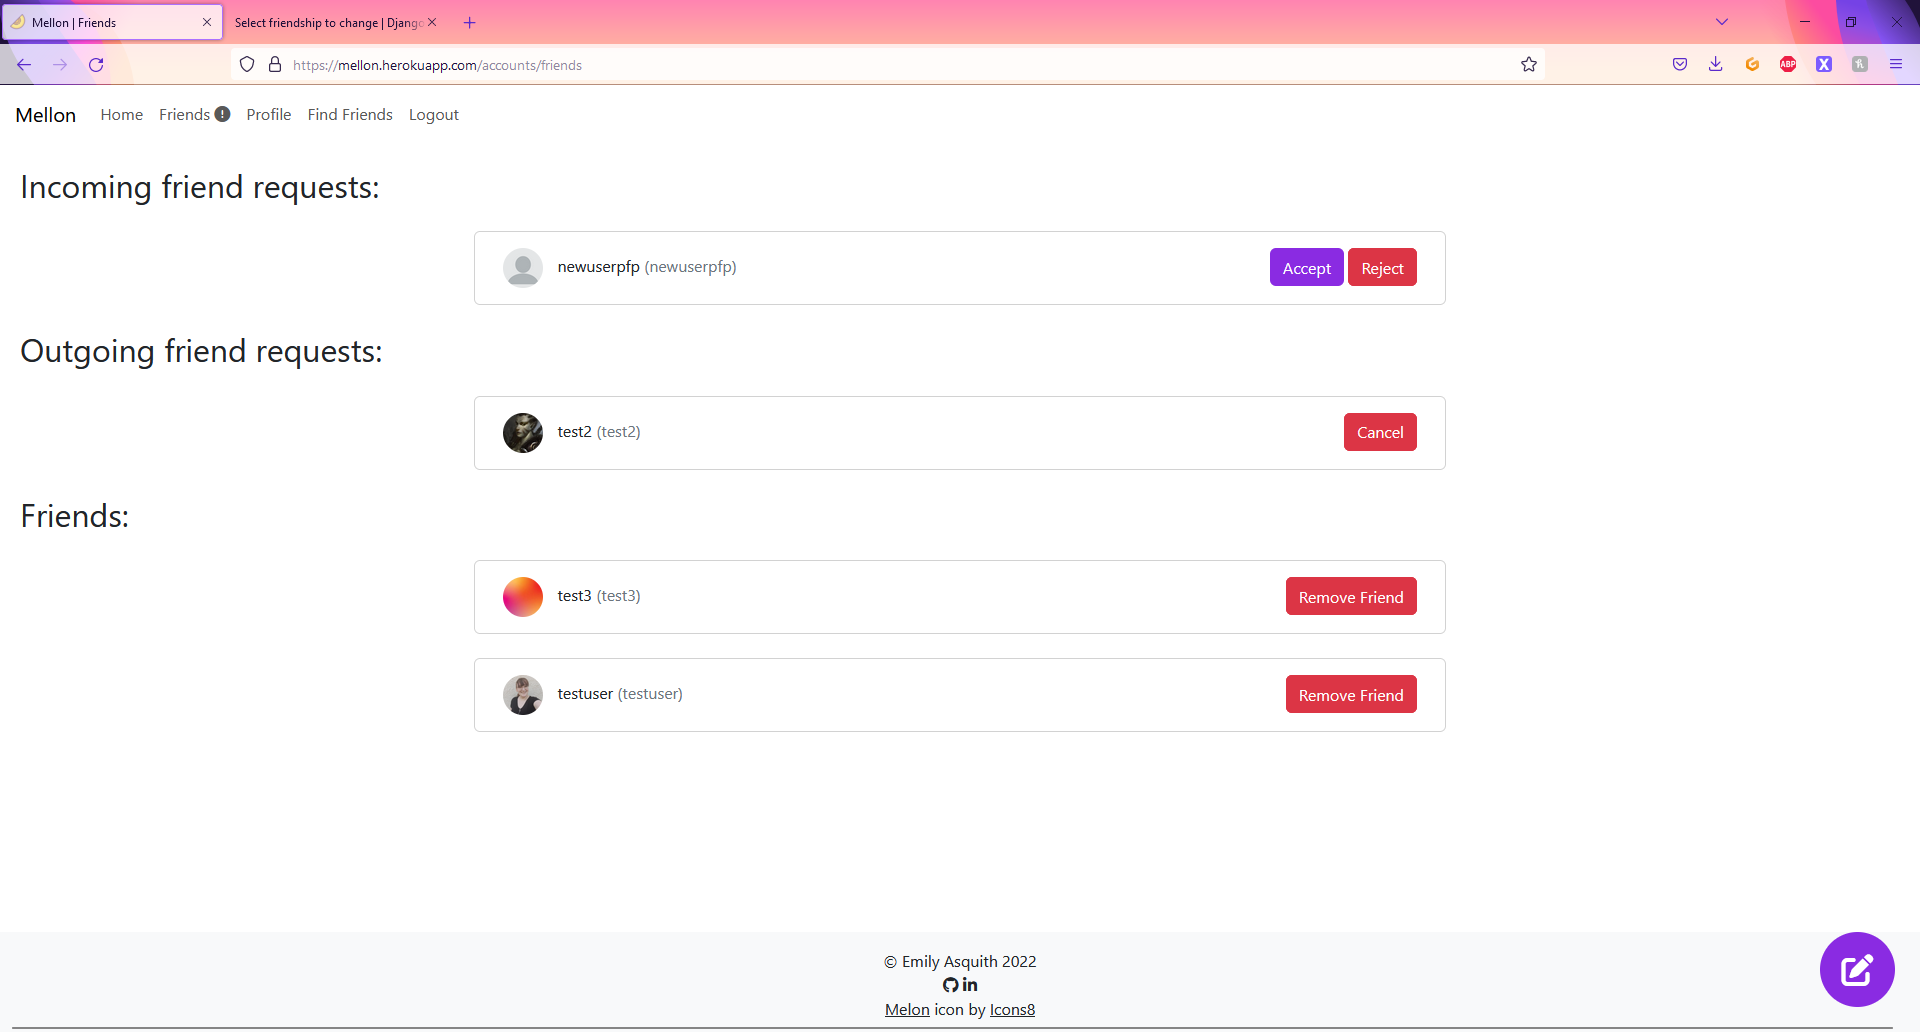 Mellon | Friends
Select friendship to change | Djang
https://mellon.herokuapp.com/accounts/friends
ABP
Mellon Home Friends ! Profile Find Friends Logout
Incoming friend requests:
newuserpfp (newuserpfp) Accept Reject
Outgoing friend requests:
test2 (test2) Cancel
Friends:
test3 (test3) Remove Friend
testuser (testuser) Remove Friend
© Emily Asquith 2022
in
Melon icon by Icons8